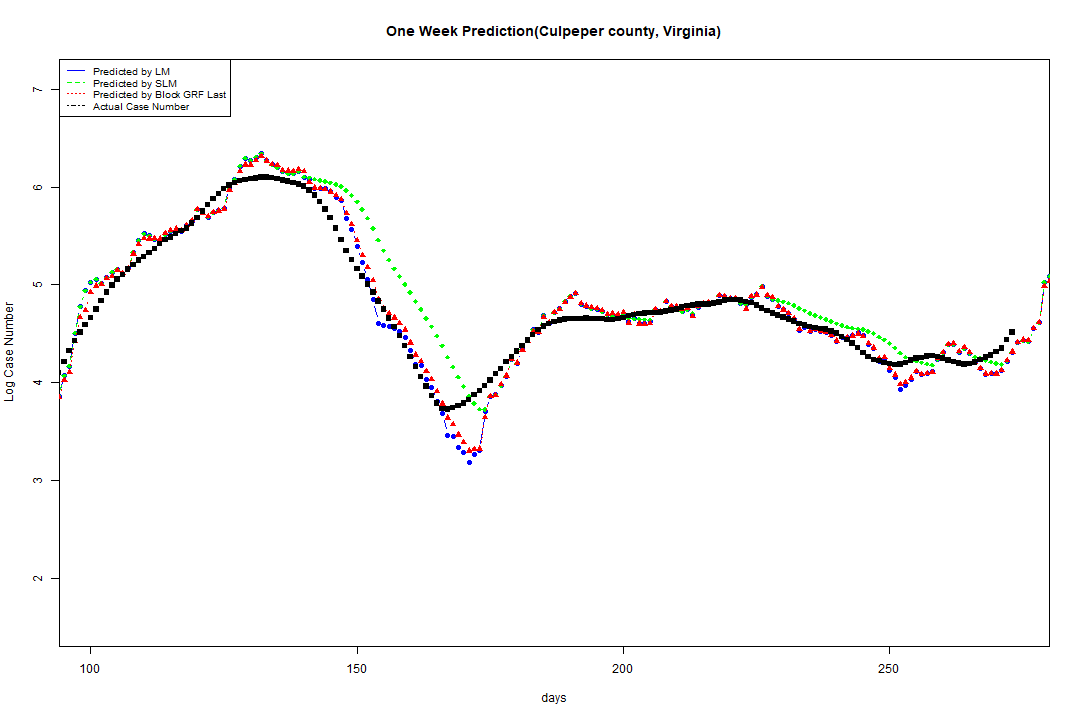 One Week Prediction(Culpeper county, Virginia)
Predicted by LM
Predicted by SLM
Predicted by Block GRF Last
Actual Case Number
7
6
5
4
3
2
Log Case Number
100
150
200
250
days